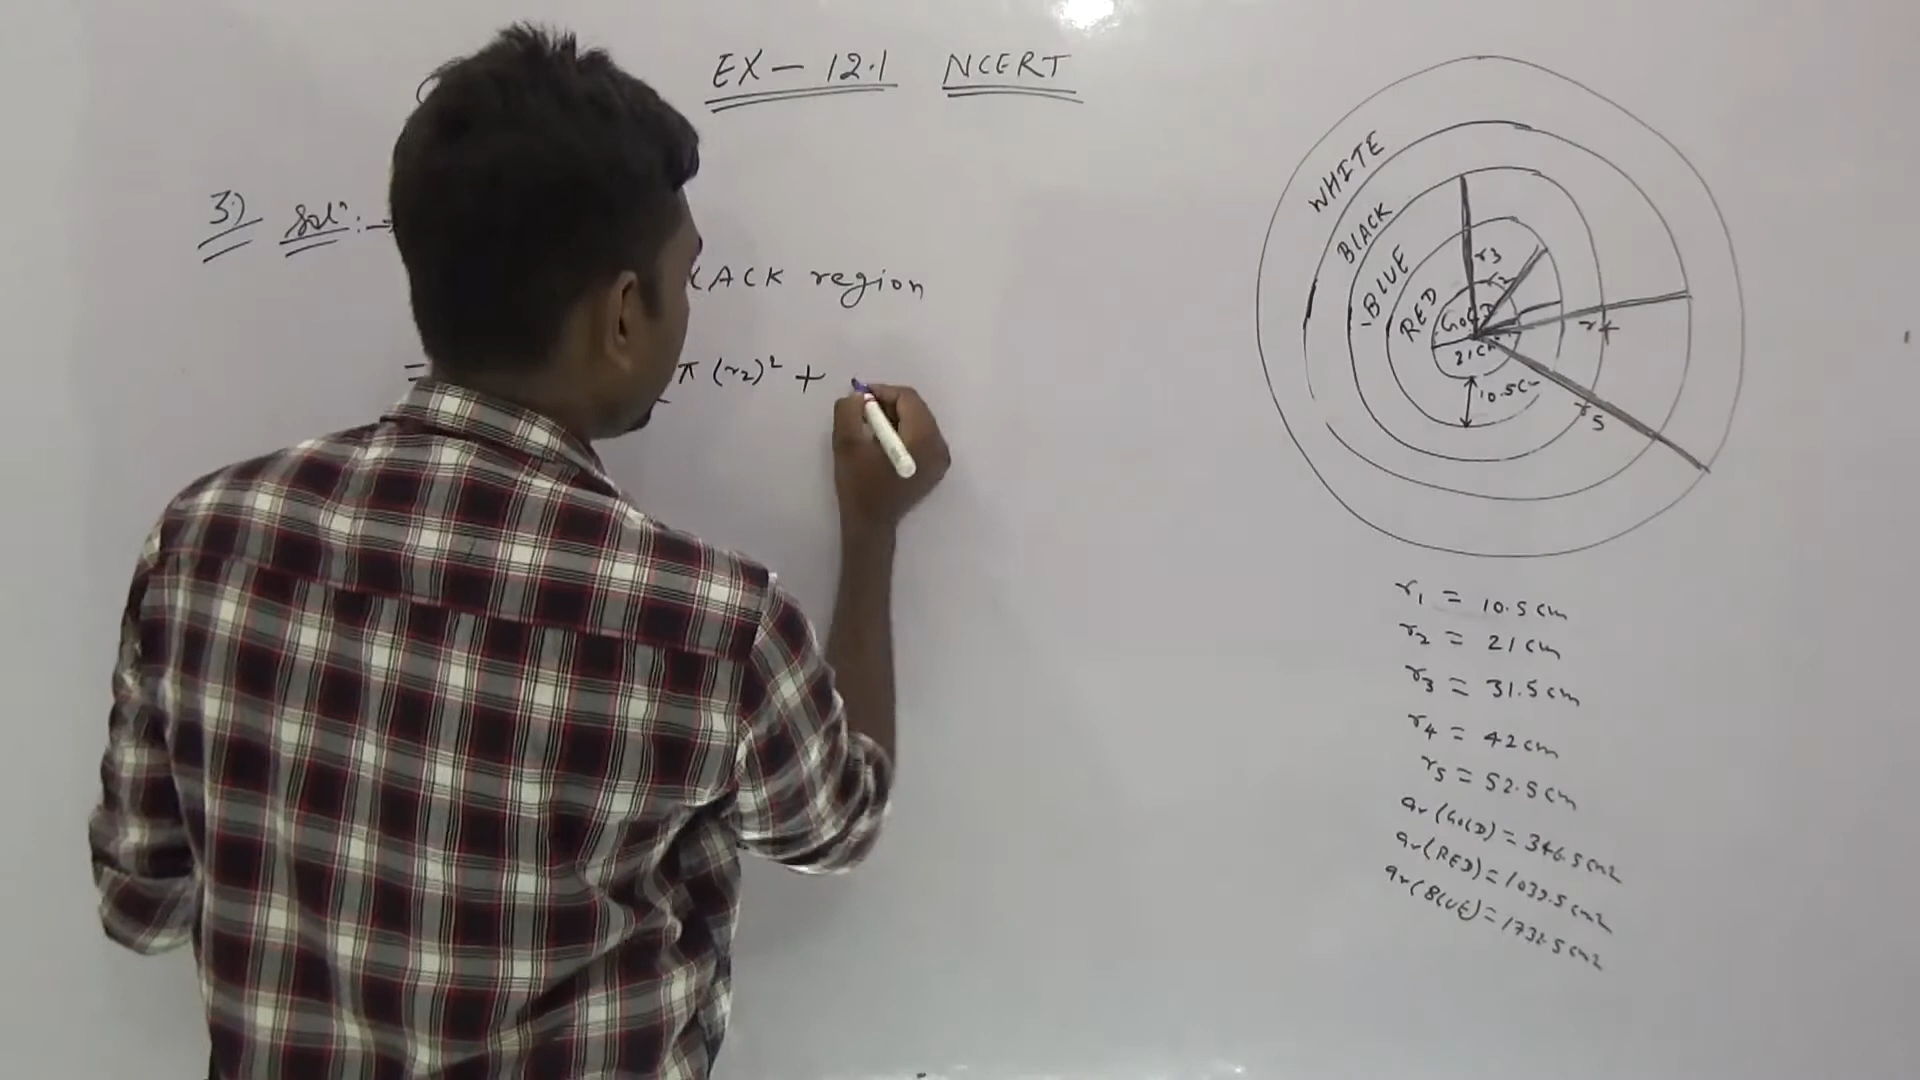 EX - 12.1 NCERT
3) Solⁿ :→
LACK region
= π (r2)² +
WHITE
BLACK
BLUE
RED
GOLD
21cm
10.5cm
r3
r2
r4
r5
r1 = 10.5 cm
r2 = 21 cm
r3 = 31.5 cm
r4 = 42 cm
r5 = 52.5 cm
ar (GOLD) = 346.5 cm2
ar (RED) = 1039.5 cm2
ar (BLUE) = 1732.5 cm2